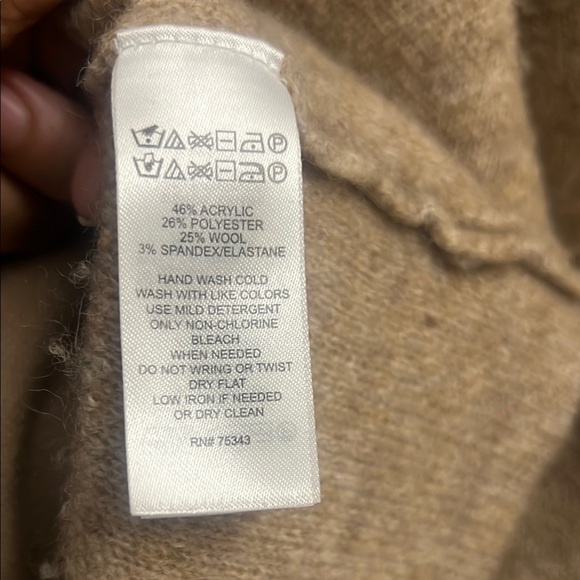 46% ACRYLIC
26% POLYESTER
25% WOOL
3% SPANDEX/ELASTANE
HAND WASH COLD
WASH WITH LIKE COLORS
USE MILD DETERGENT
ONLY NON-CHLORINE
BLEACH
WHEN NEEDED
DO NOT WRING OR TWIST
DRY FLAT
LOW IRON IF NEEDED
OR DRY CLEAN
RN# 75343